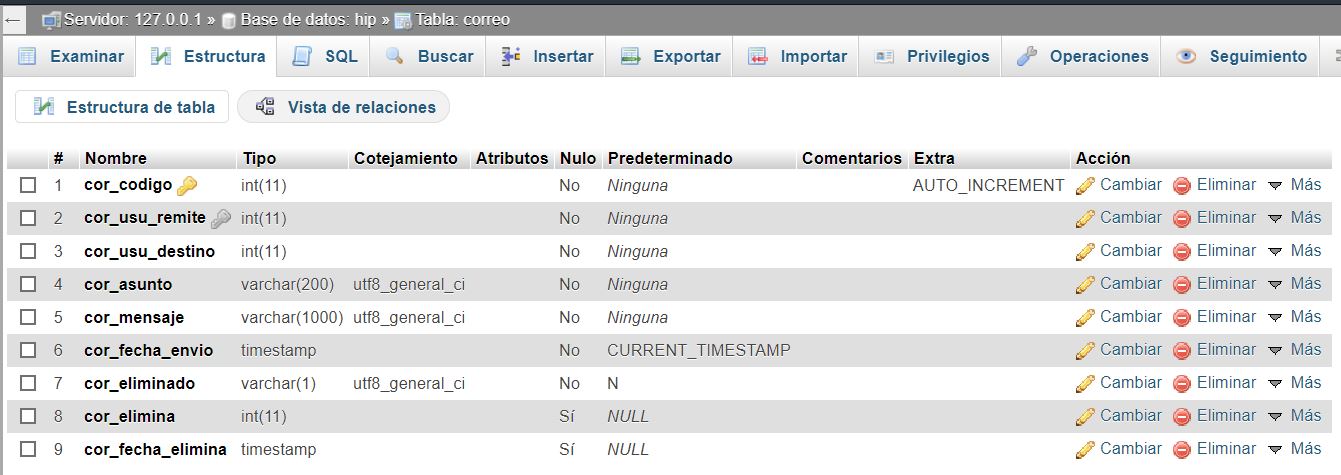 Servidor: 127.0.0.1 » Base de datos: hip » Tabla: correo
Examinar Estructura SQL Buscar Insertar Exportar Importar Privilegios Operaciones Seguimiento
Estructura de tabla Vista de relaciones
# Nombre Tipo Cotejamiento Atributos Nulo Predeterminado Comentarios Extra Acción
1 cor_codigo int(11) No Ninguna AUTO_INCREMENT Cambiar Eliminar Más
2 cor_usu_remite int(11) No Ninguna Cambiar Eliminar Más
3 cor_usu_destino int(11) No Ninguna Cambiar Eliminar Más
4 cor_asunto varchar(200) utf8_general_ci No Ninguna Cambiar Eliminar Más
5 cor_mensaje varchar(1000) utf8_general_ci No Ninguna Cambiar Eliminar Más
6 cor_fecha_envio timestamp No CURRENT_TIMESTAMP Cambiar Eliminar Más
7 cor_eliminado varchar(1) utf8_general_ci No N Cambiar Eliminar Más
8 cor_elimina int(11) Sí NULL Cambiar Eliminar Más
9 cor_fecha_elimina timestamp Sí NULL Cambiar Eliminar Más